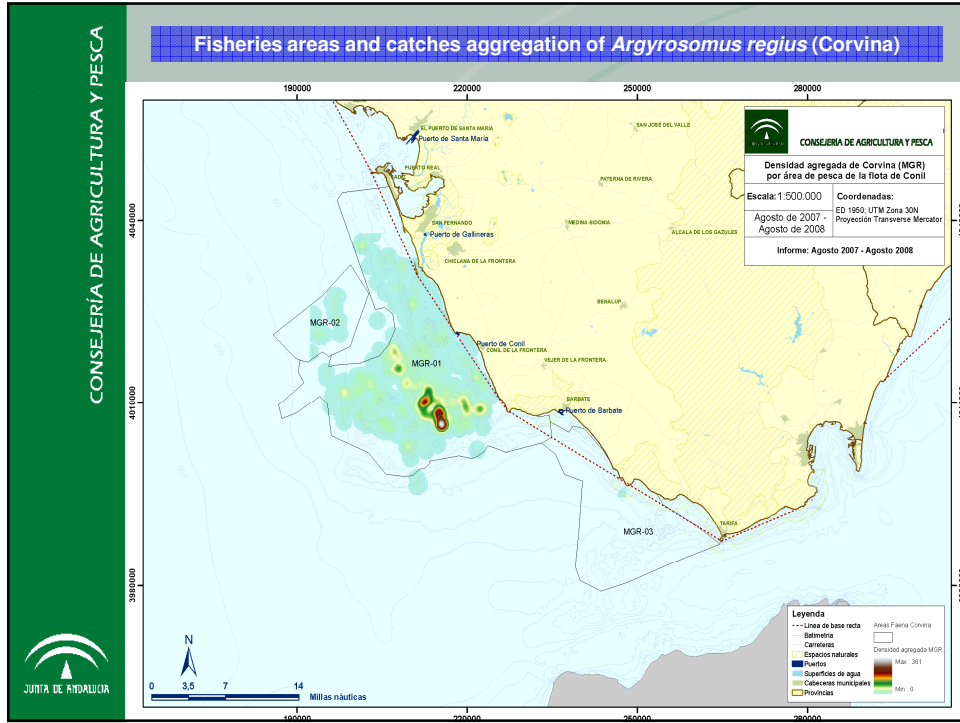 Fisheries areas and catches aggregation of Argyrosomus regius (Corvina)
CONSEJERÍA DE AGRICULTURA Y PESCA
JUNTA DE ANDALUCIA
190000 220000 250000 280000
4040000
4010000
3980000
EL PUERTO DE SANTA MARIA
Puerto de Santa María
SAN JOSÉ DEL VALLE
PUERTO REAL
PATERNA DE RIVERA
SAN FERNANDO
Puerto de Gallineras
MEDINA-SIDONIA
ALCALA DE LOS GAZULES
CHICLANA DE LA FRONTERA
BENALUP
MGR-02
Puerto de Conil
CONIL DE LA FRONTERA
MGR-01
VEJER DE LA FRONTERA
BARBATE
Puerto de Barbate
TARIFA
MGR-03
CONSEJERÍA DE AGRICULTURA Y PESCA
Densidad agregada de Corvina (MGR)
por área de pesca de la flota de Conil
Escala: 1:500.000
Coordenadas:
ED 1950; UTM Zona 30N
Proyección Transverse Mercator
Agosto de 2007 -
Agosto de 2008
Informe: Agosto 2007 - Agosto 2008
N
0 3,5 7 14
Millas náuticas
Leyenda
Linea de base recta
Batimetría
Carreteras
Espacios naturales
Puertos
Superficies de agua
Cabeceras municipales
Provincias
Areas Faena Corvina
Densidad agregada MGR
Max : 361
Min : 0
190000 220000 250000 280000